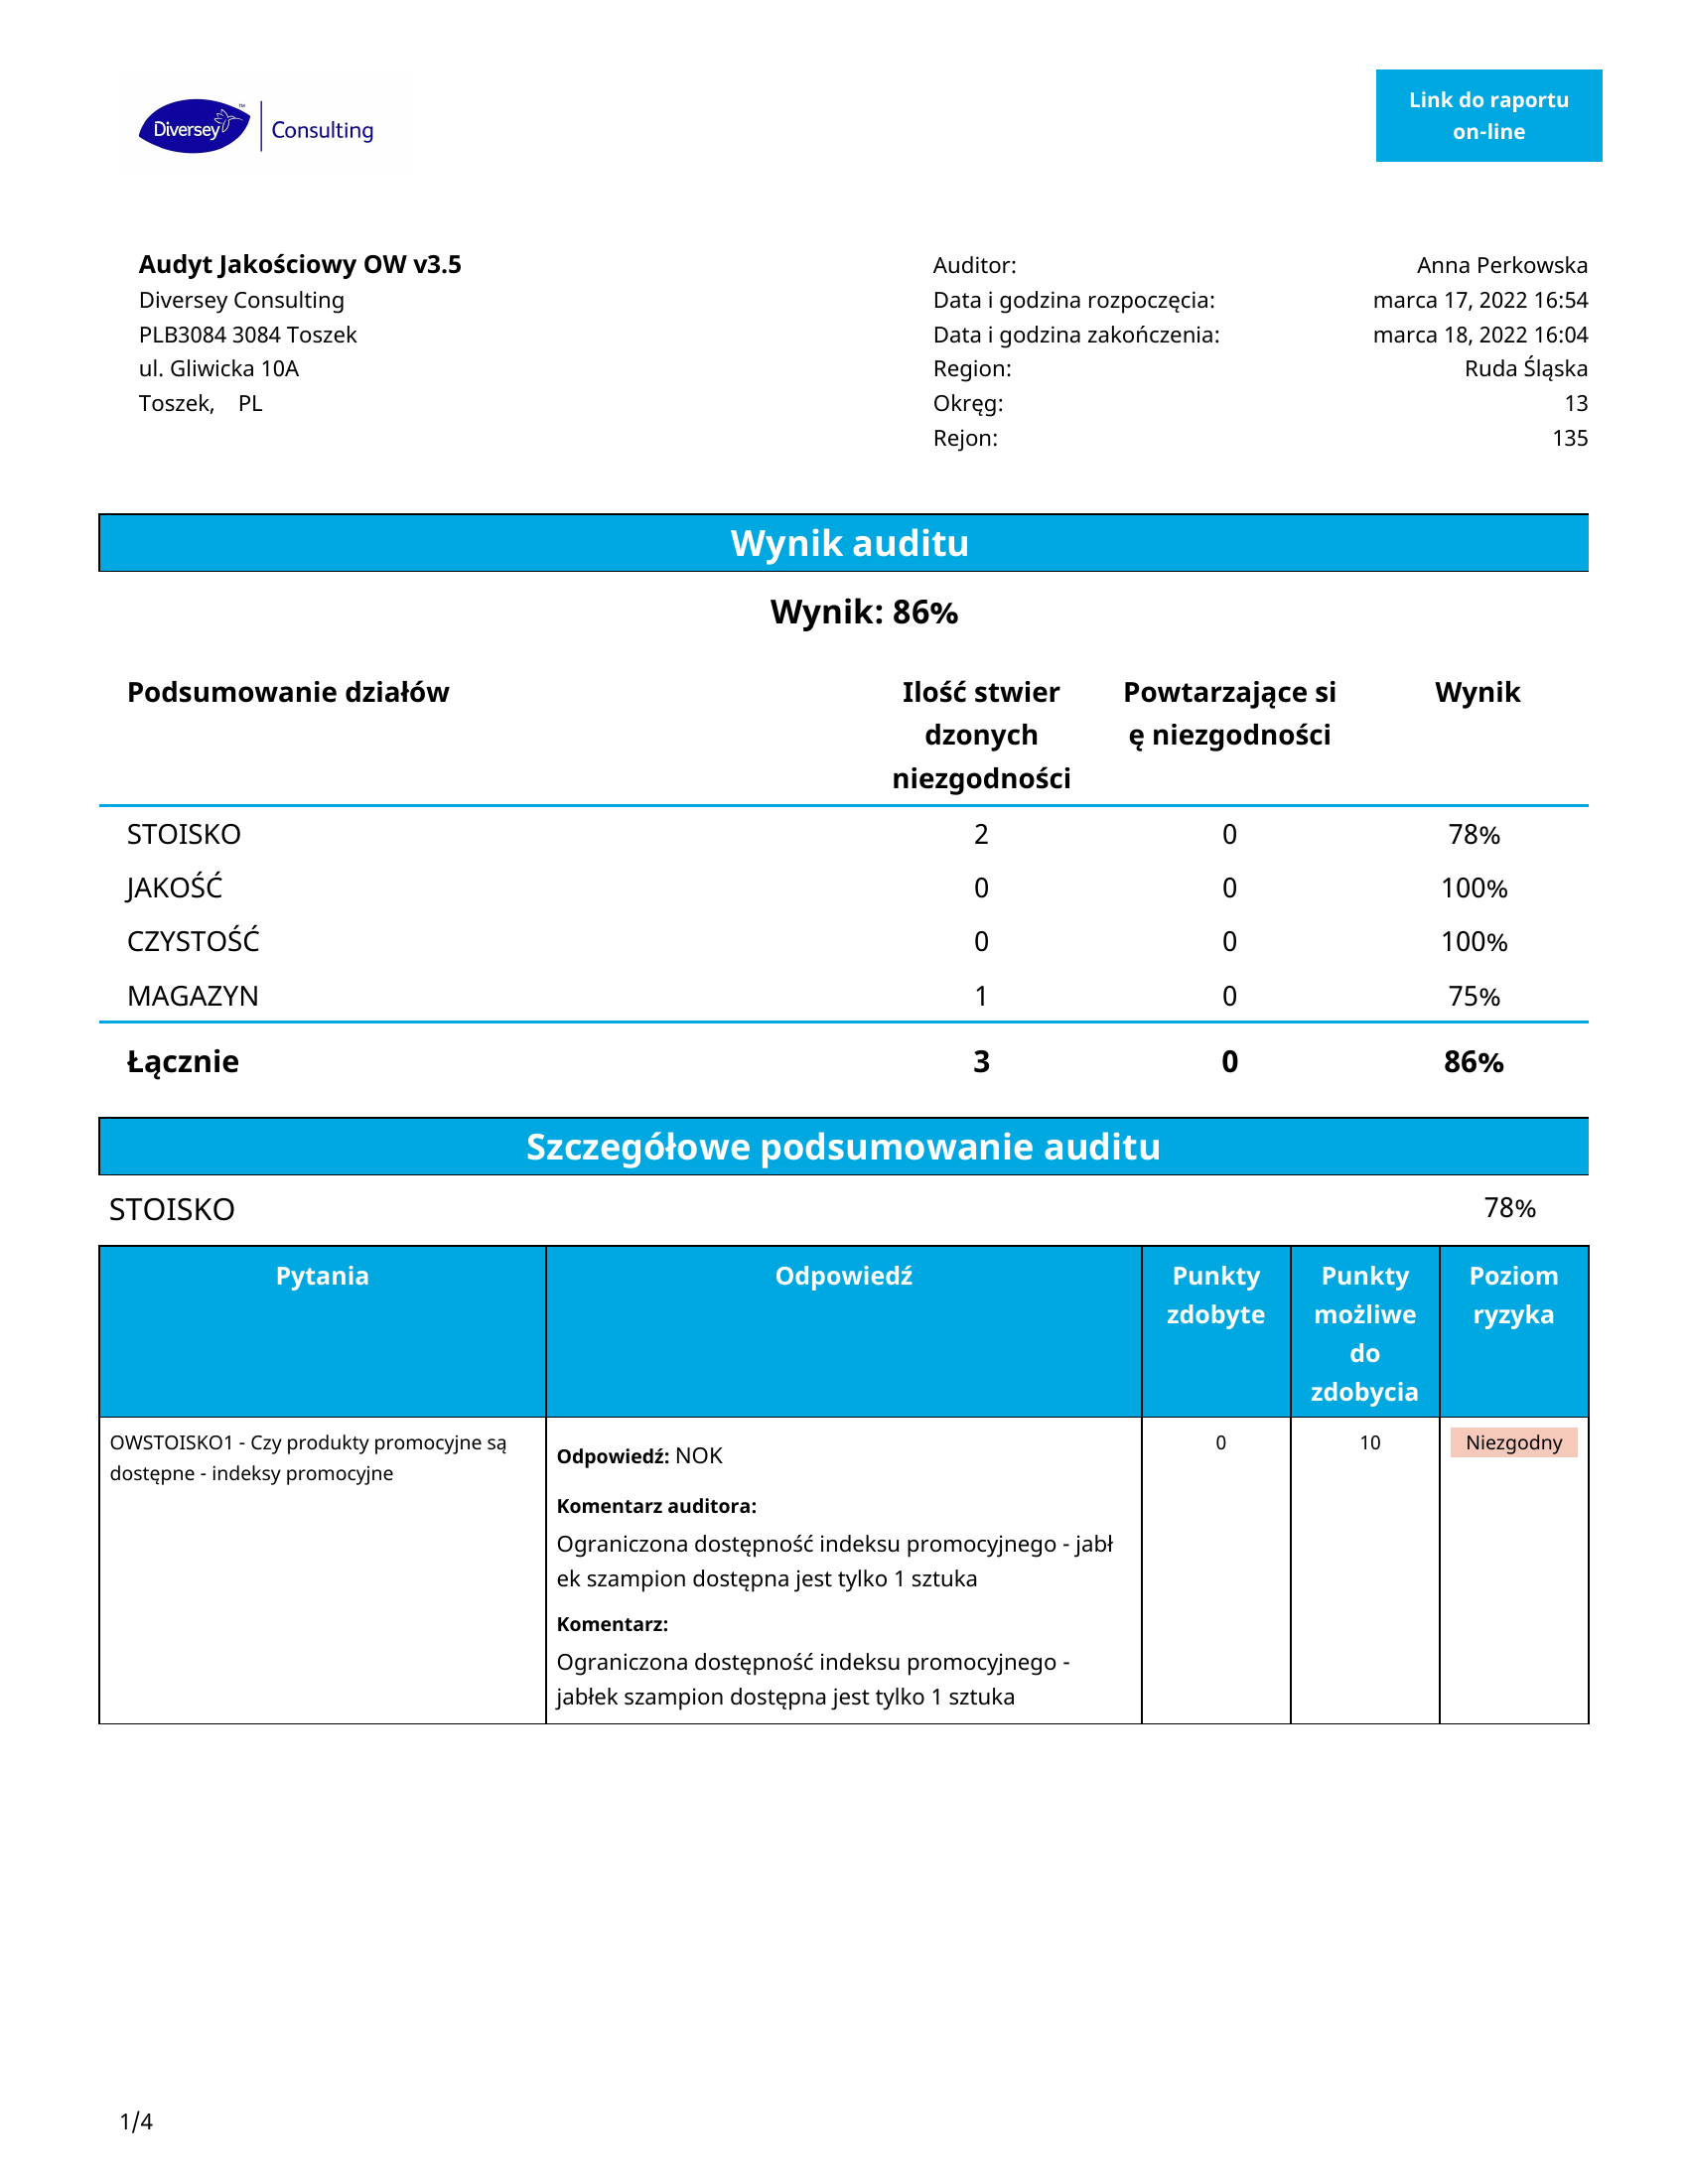 Diversey™ Consulting
Link do raportu
on-line
Audyt Jakościowy OW v3.5
Diversey Consulting
PLB3084 3084 Toszek
ul. Gliwicka 10A
Toszek, PL
Auditor: Anna Perkowska
Data i godzina rozpoczęcia: marca 17, 2022 16:54
Data i godzina zakończenia: marca 18, 2022 16:04
Region: Ruda Śląska
Okręg: 13
Rejon: 135
Wynik auditu
Wynik: 86%
Podsumowanie działów Ilość stwier Powtarzające si Wynik
dzonych ę niezgodności
niezgodności
STOISKO 2 0 78%
JAKOŚĆ 0 0 100%
CZYSTOŚĆ 0 0 100%
MAGAZYN 1 0 75%
Łącznie 3 0 86%
Szczegółowe podsumowanie auditu
STOISKO 78%
Pytania Odpowiedź Punkty Punkty Poziom
zdobyte możliwe ryzyka
do
zdobycia
OWSTOISKO1 - Czy produkty promocyjne są
dostępne - indeksy promocyjne
Odpowiedź: NOK
Komentarz auditora:
Ograniczona dostępność indeksu promocyjnego - jabł
ek szampion dostępna jest tylko 1 sztuka
Komentarz:
Ograniczona dostępność indeksu promocyjnego -
jabłek szampion dostępna jest tylko 1 sztuka
0 10 Niezgodny
1/4